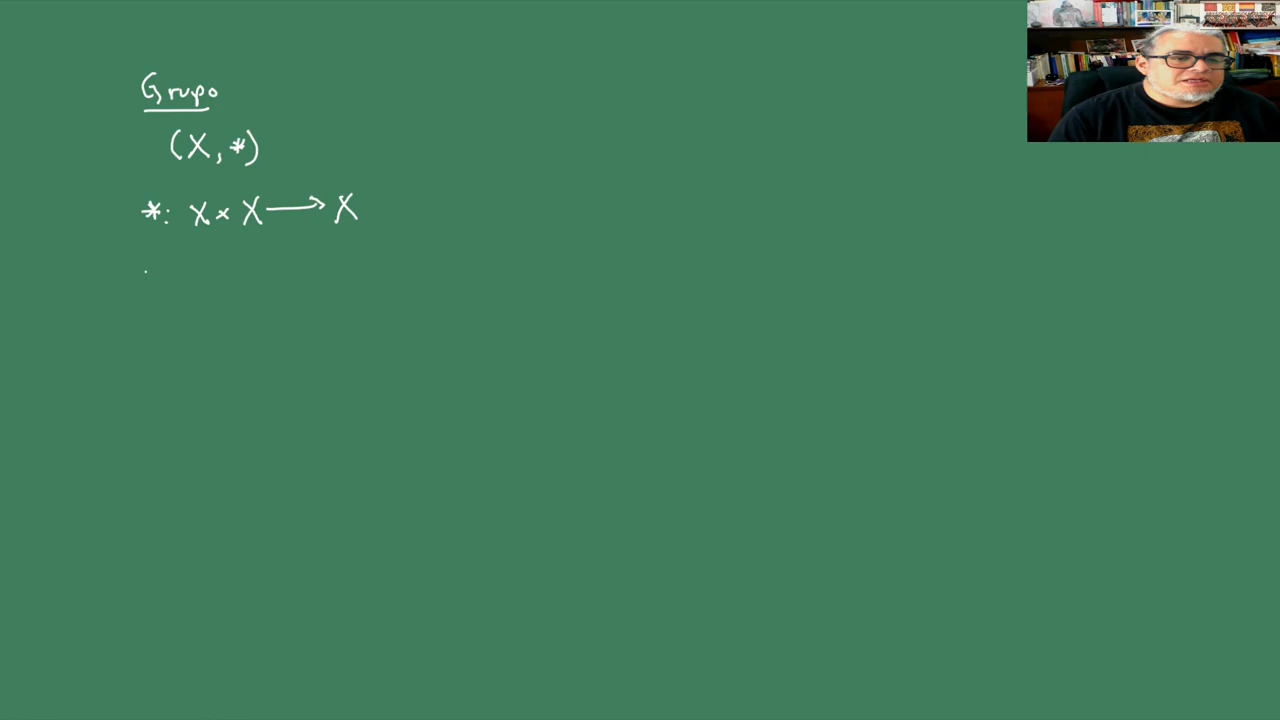 Grupo
(X, *)
*: X × X ⟶ X